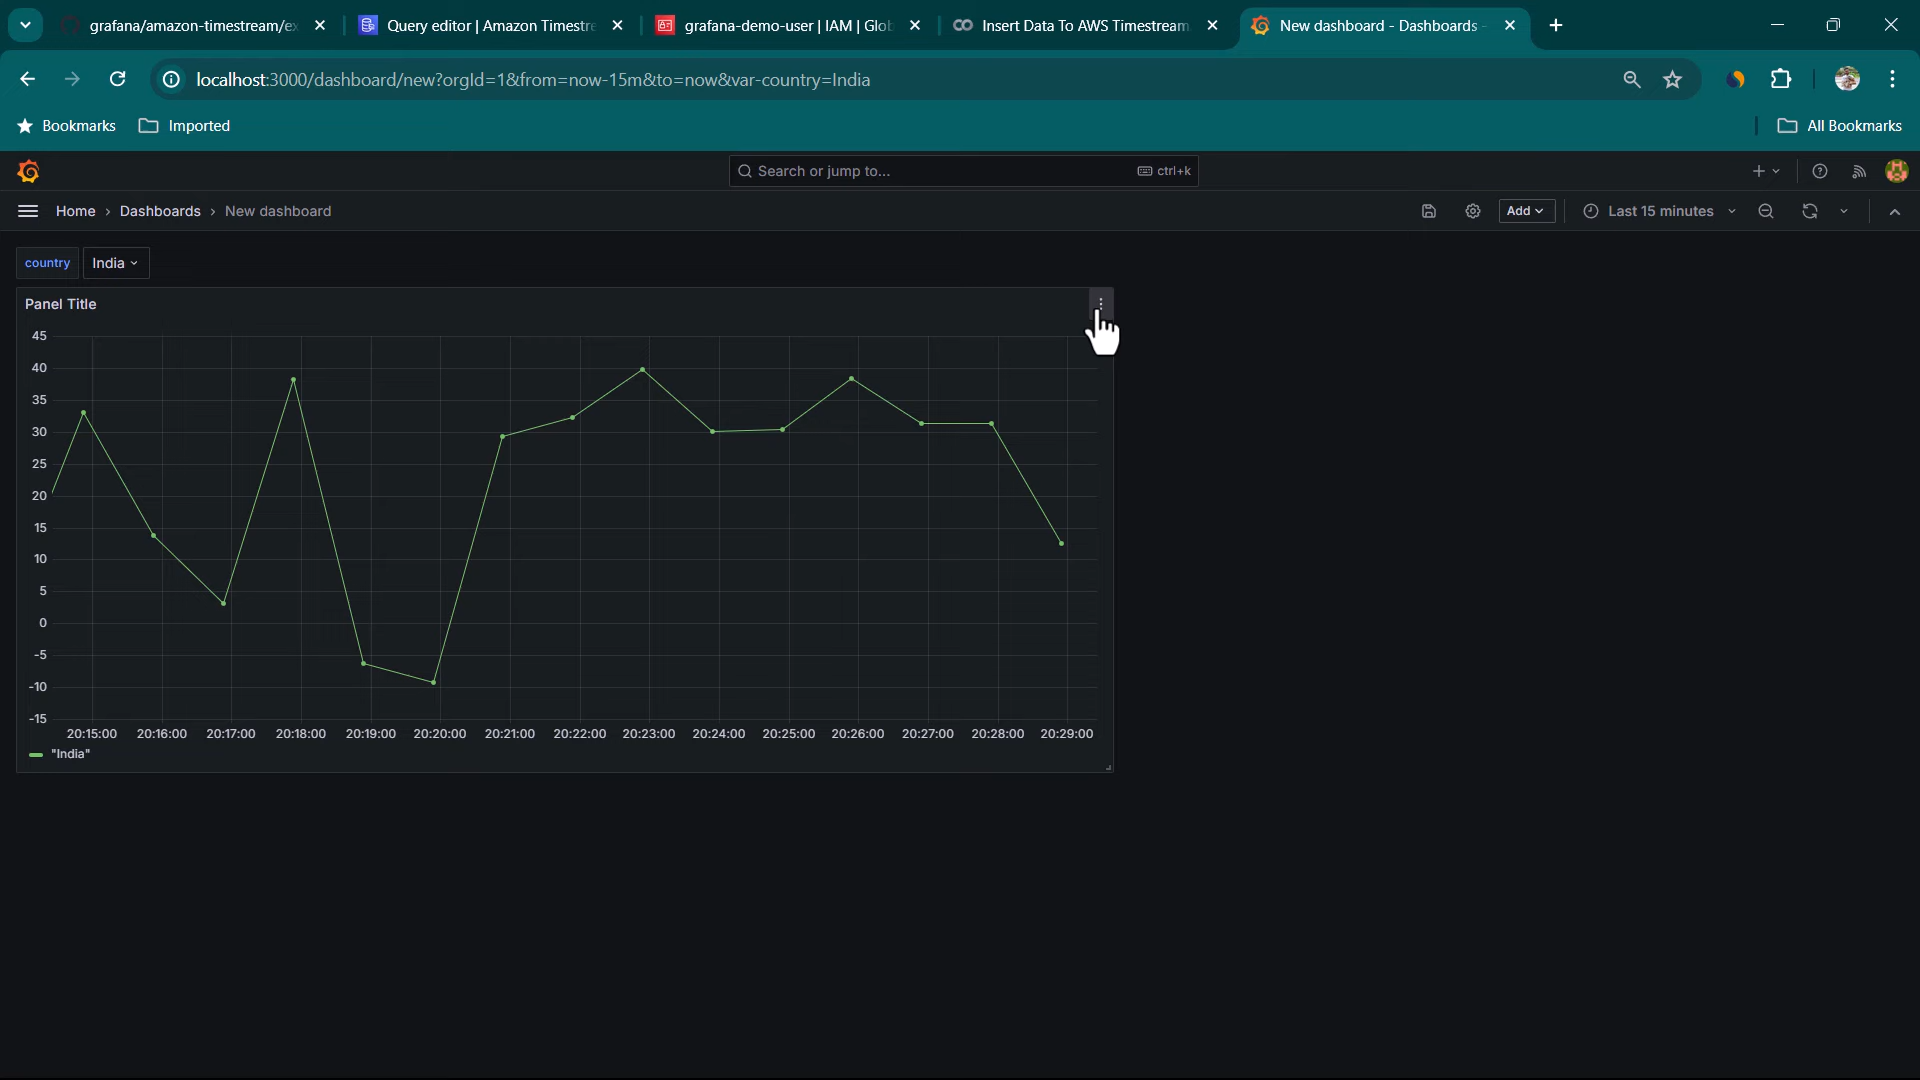 grafana/amazon-timestream/ex
Query editor | Amazon Timestre
grafana-demo-user | IAM | Glob
Insert Data To AWS Timestream
New dashboard - Dashboards -
localhost:3000/dashboard/new?orgId=1&from=now-15m&to=now&var-country=India
Bookmarks
Imported
All Bookmarks
Search or jump to...
ctrl+k
Home › Dashboards › New dashboard
Add
Last 15 minutes
country
India
Panel Title
45
40
35
30
25
20
15
10
5
0
-5
-10
-15
20:15:00 20:16:00 20:17:00 20:18:00 20:19:00 20:20:00 20:21:00 20:22:00 20:23:00 20:24:00 20:25:00 20:26:00 20:27:00 20:28:00 20:29:00
"India"